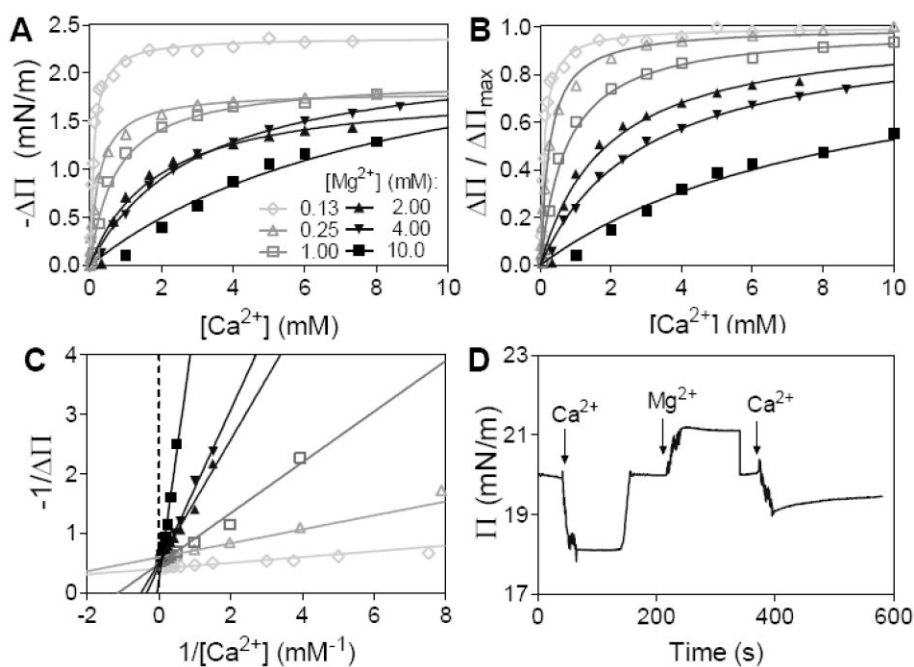 A
-ΔΠ (mN/m)
2.5
2.0
1.5
1.0
0.5
0.0
0 2 4 6 8 10
[Ca²⁺] (mM)
[Mg²⁺] (mM):
0.13 2.00
0.25 4.00
1.00 10.0
B
ΔΠ / ΔΠmax
1.0
0.8
0.6
0.4
0.2
0.0
0 2 4 6 8 10
[Ca²⁺] (mM)
C
-1/ΔΠ
4
3
2
1
0
-2 0 2 4 6 8
1/[Ca²⁺] (mM⁻¹)
D
Π (mN/m)
23
21
19
17
Ca²⁺ Mg²⁺ Ca²⁺
0 200 400 600
Time (s)